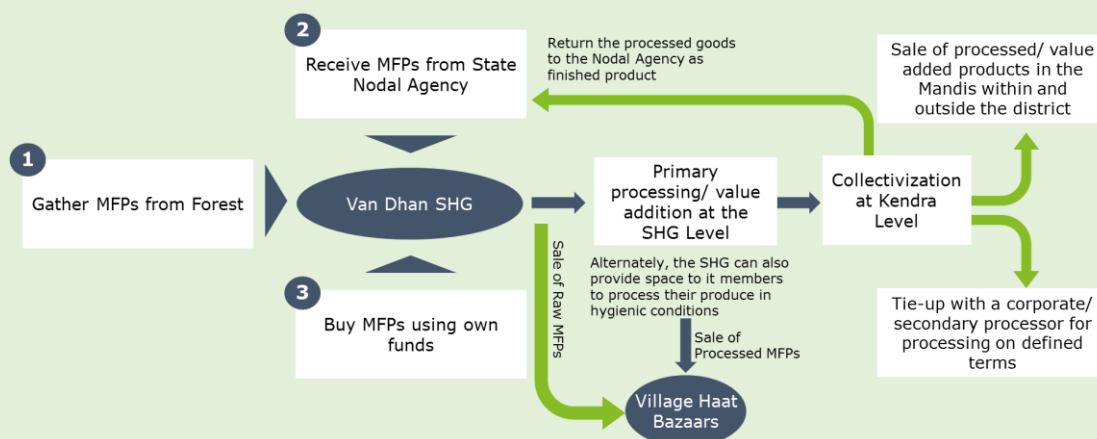 2
Receive MFPs from State
Nodal Agency
Return the processed goods
to the Nodal Agency as
finished product
Sale of processed/ value
added products in the
Mandis within and
outside the district
1
Gather MFPs from Forest
Van Dhan SHG
Primary
processing/ value
addition at the
SHG Level
Collectivization
at Kendra
Level
Sale of Raw MFPs
Alternately, the SHG can also
provide space to it members
to process their produce in
hygienic conditions
3
Buy MFPs using own
funds
Sale of
Processed MFPs
Tie-up with a corporate/
secondary processor for
processing on defined
terms
Village Haat
Bazaars